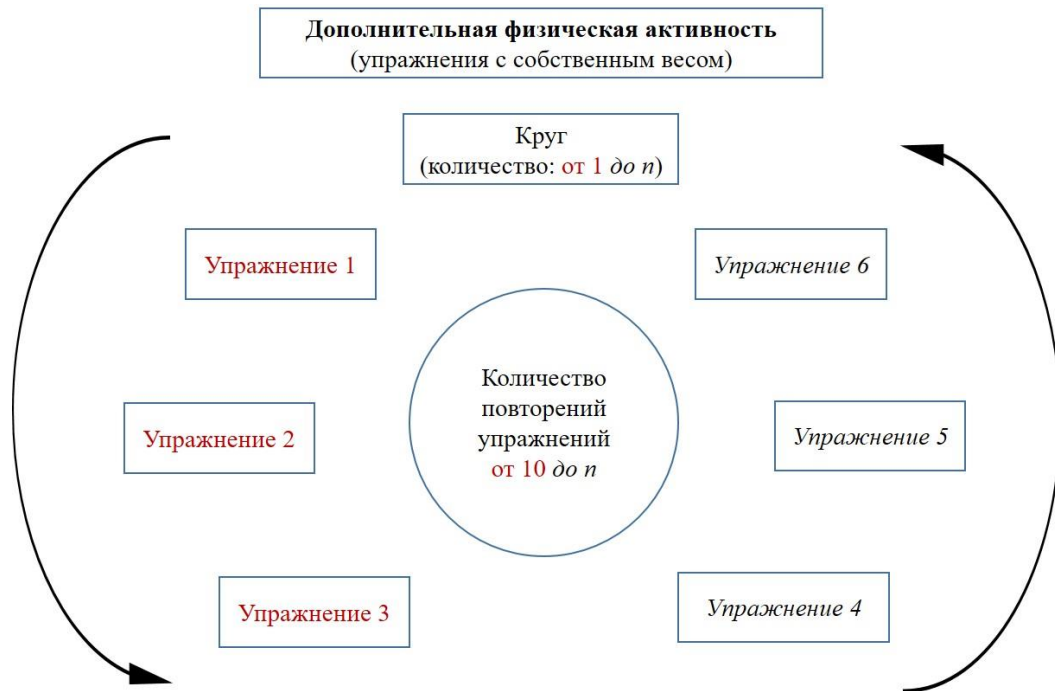 Дополнительная физическая активность
(упражнения с собственным весом)
Круг
(количество: от 1 до n)
Упражнение 1
Упражнение 6
Количество
повторений
упражнений
от 10 до n
Упражнение 2
Упражнение 5
Упражнение 3
Упражнение 4